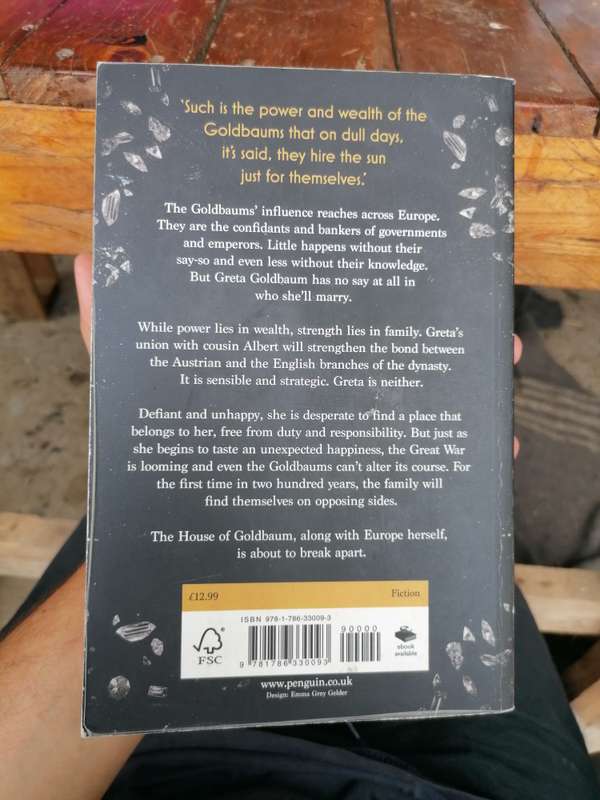 'Such is the power and wealth of the
Goldbaums that on dull days,
it's said, they hire the sun
just for themselves.'
The Goldbaums' influence reaches across Europe.
They are the confidants and bankers of governments
and emperors. Little happens without their
say-so and even less without their knowledge.
But Greta Goldbaum has no say at all in
who she'll marry.
While power lies in wealth, strength lies in family. Greta's
union with cousin Albert will strengthen the bond between
the Austrian and the English branches of the dynasty.
It is sensible and strategic. Greta is neither.
Defiant and unhappy, she is desperate to find a place that
belongs to her, free from duty and responsibility. But just as
she begins to taste an unexpected happiness, the Great War
is looming and even the Goldbaums can't alter its course. For
the first time in two hundred years, the family will
find themselves on opposing sides.
The House of Goldbaum, along with Europe herself,
is about to break apart.
£12.99 Fiction
ISBN 978-1-786-33009-3
90000
FSC
9 781786 330093
ebook
available
www.penguin.co.uk
Design: Emma Grey Gelder